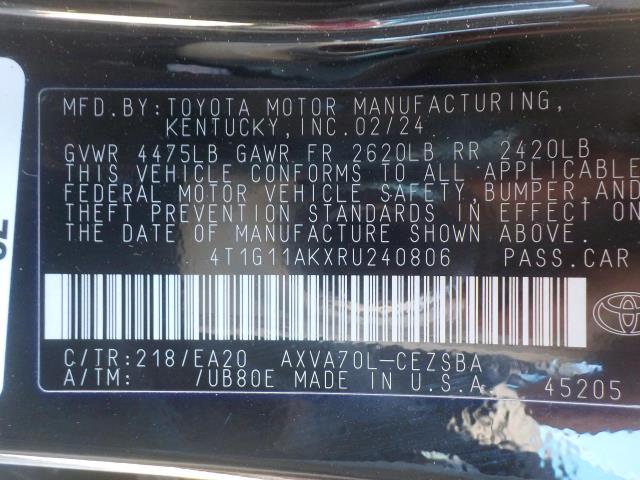 MFD. BY: TOYOTA MOTOR MANUFACTURING,
KENTUCKY, INC. 02/24
GVWR 4475LB GAWR FR 2620LB RR 2420LB
THIS VEHICLE CONFORMS TO ALL APPLICABLE
FEDERAL MOTOR VEHICLE SAFETY, BUMPER, AND
THEFT PREVENTION STANDARDS IN EFFECT ON
THE DATE OF MANUFACTURE SHOWN ABOVE.
4T1G11AKXRU240806 PASS. CAR
C/TR: 218/EA20 AXVA70L-CEZSBA
A/TM: /UB80E MADE IN U.S.A 45205